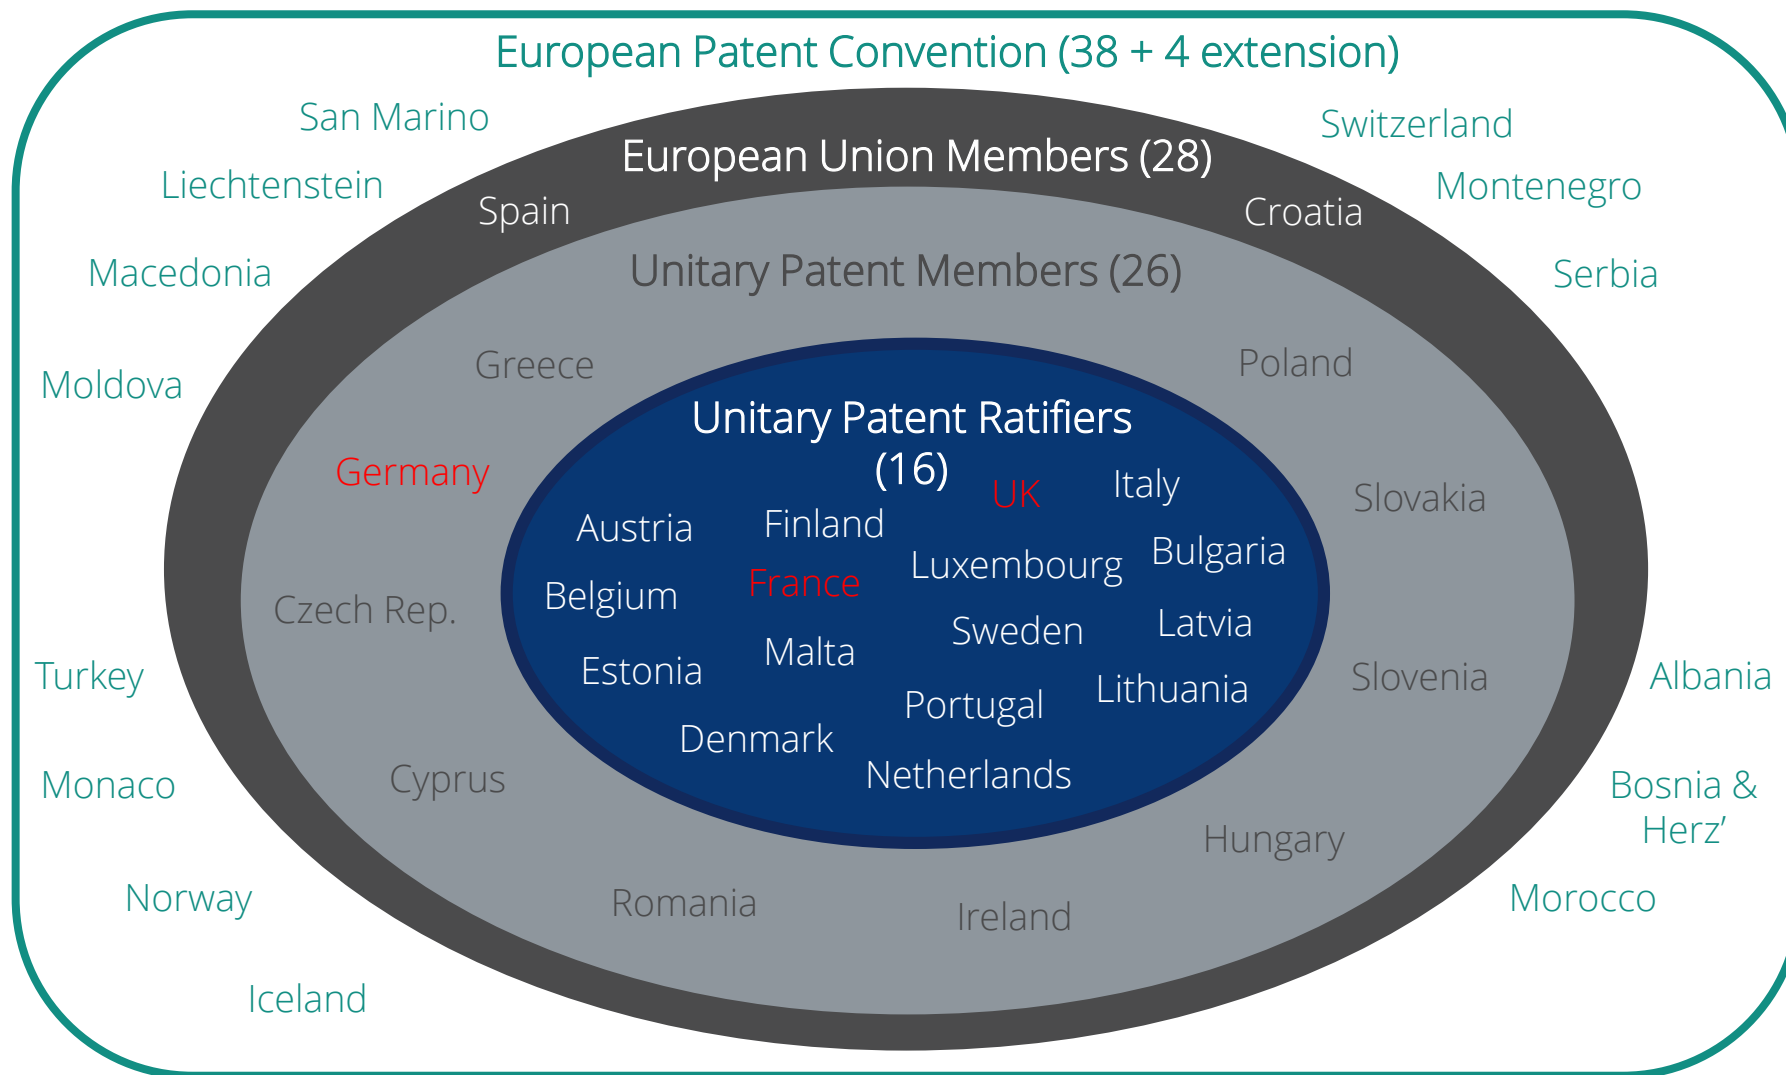 European Patent Convention (38 + 4 extension)
San Marino
Switzerland
European Union Members (28)
Liechtenstein
Montenegro
Spain
Croatia
Unitary Patent Members (26)
Macedonia
Serbia
Greece
Poland
Moldova
Unitary Patent Ratifiers
(16)
Germany
UK
Italy
Slovakia
Austria
Finland
Luxembourg
Bulgaria
Belgium
France
Czech Rep.
Sweden
Latvia
Malta
Estonia
Turkey
Slovenia
Albania
Portugal
Lithuania
Denmark
Netherlands
Cyprus
Monaco
Bosnia &
Herz’
Hungary
Norway
Romania
Ireland
Morocco
Iceland